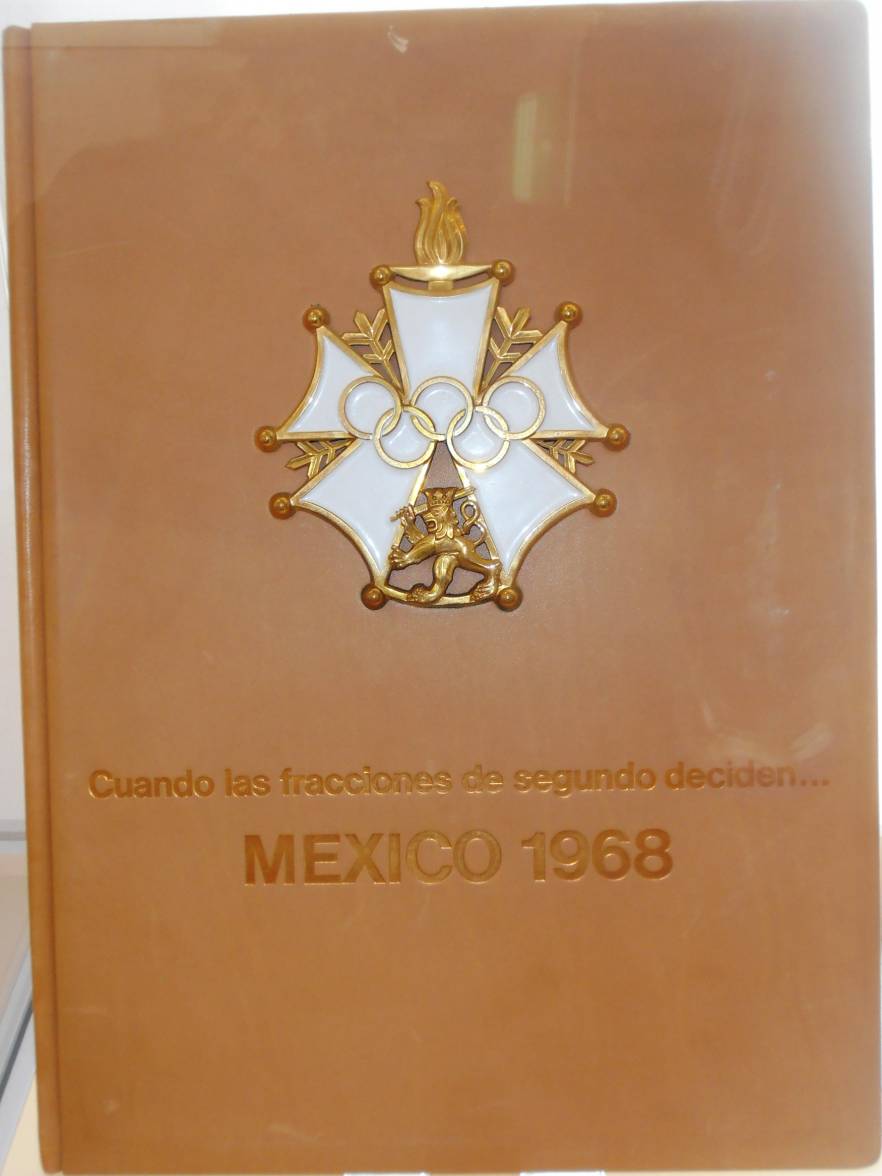 Cuando las fracciones de segundo deciden...
MEXICO 1968